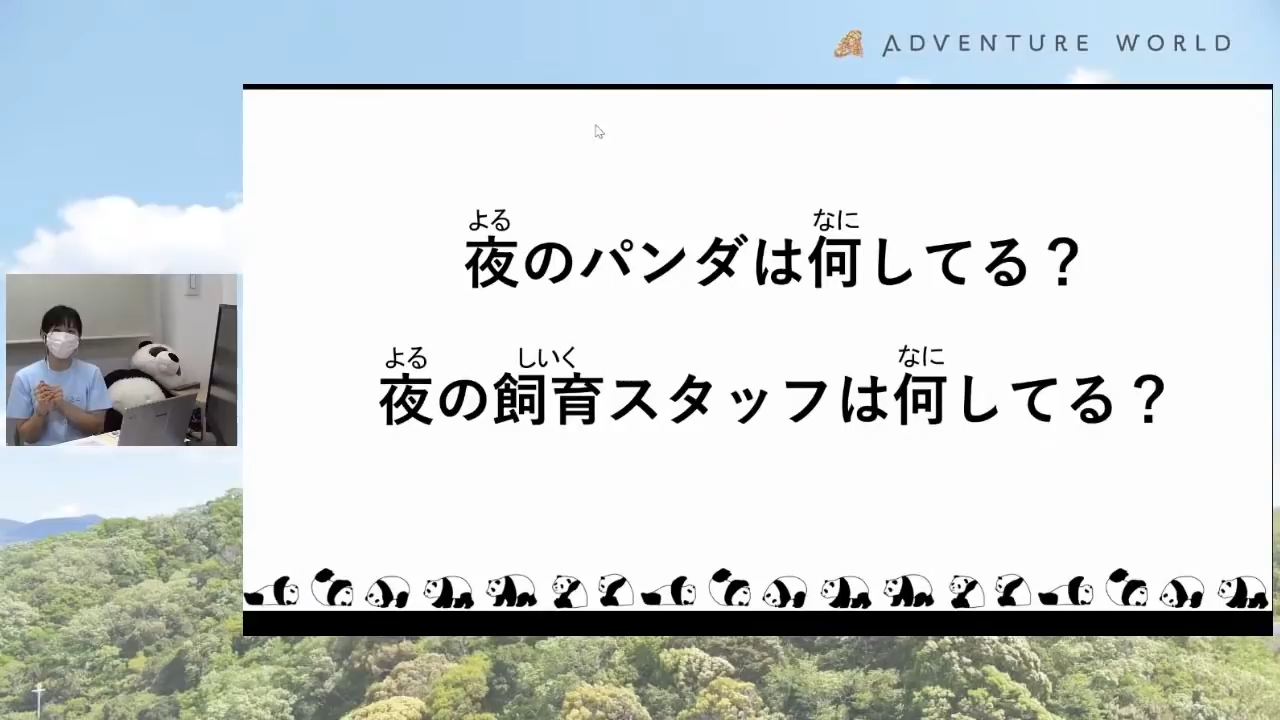 ADVENTURE WORLD
よる なに
夜のパンダは何してる？
よる しいく なに
夜の飼育スタッフは何してる？